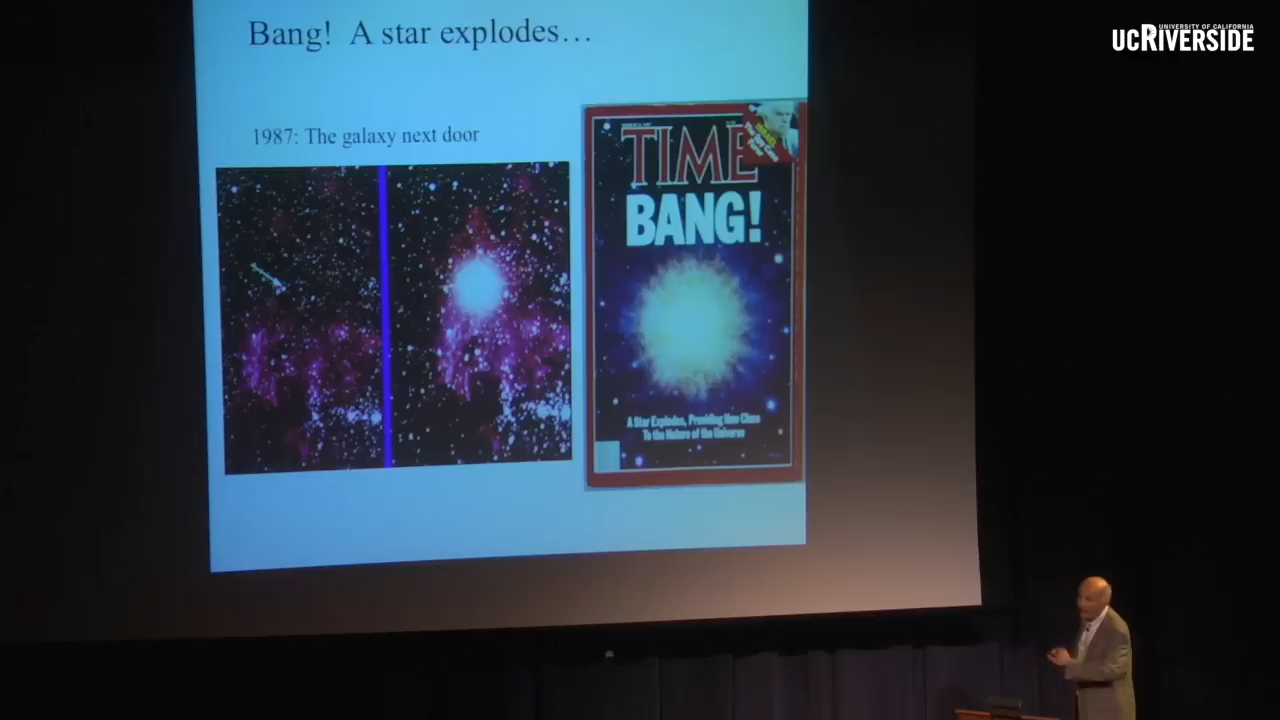 Bang! A star explodes…
1987: The galaxy next door
TIME
BANG!
A Star Explodes, Providing New Clues
To the Nature of the Universe
UNIVERSITY OF CALIFORNIA
UCRIVERSIDE